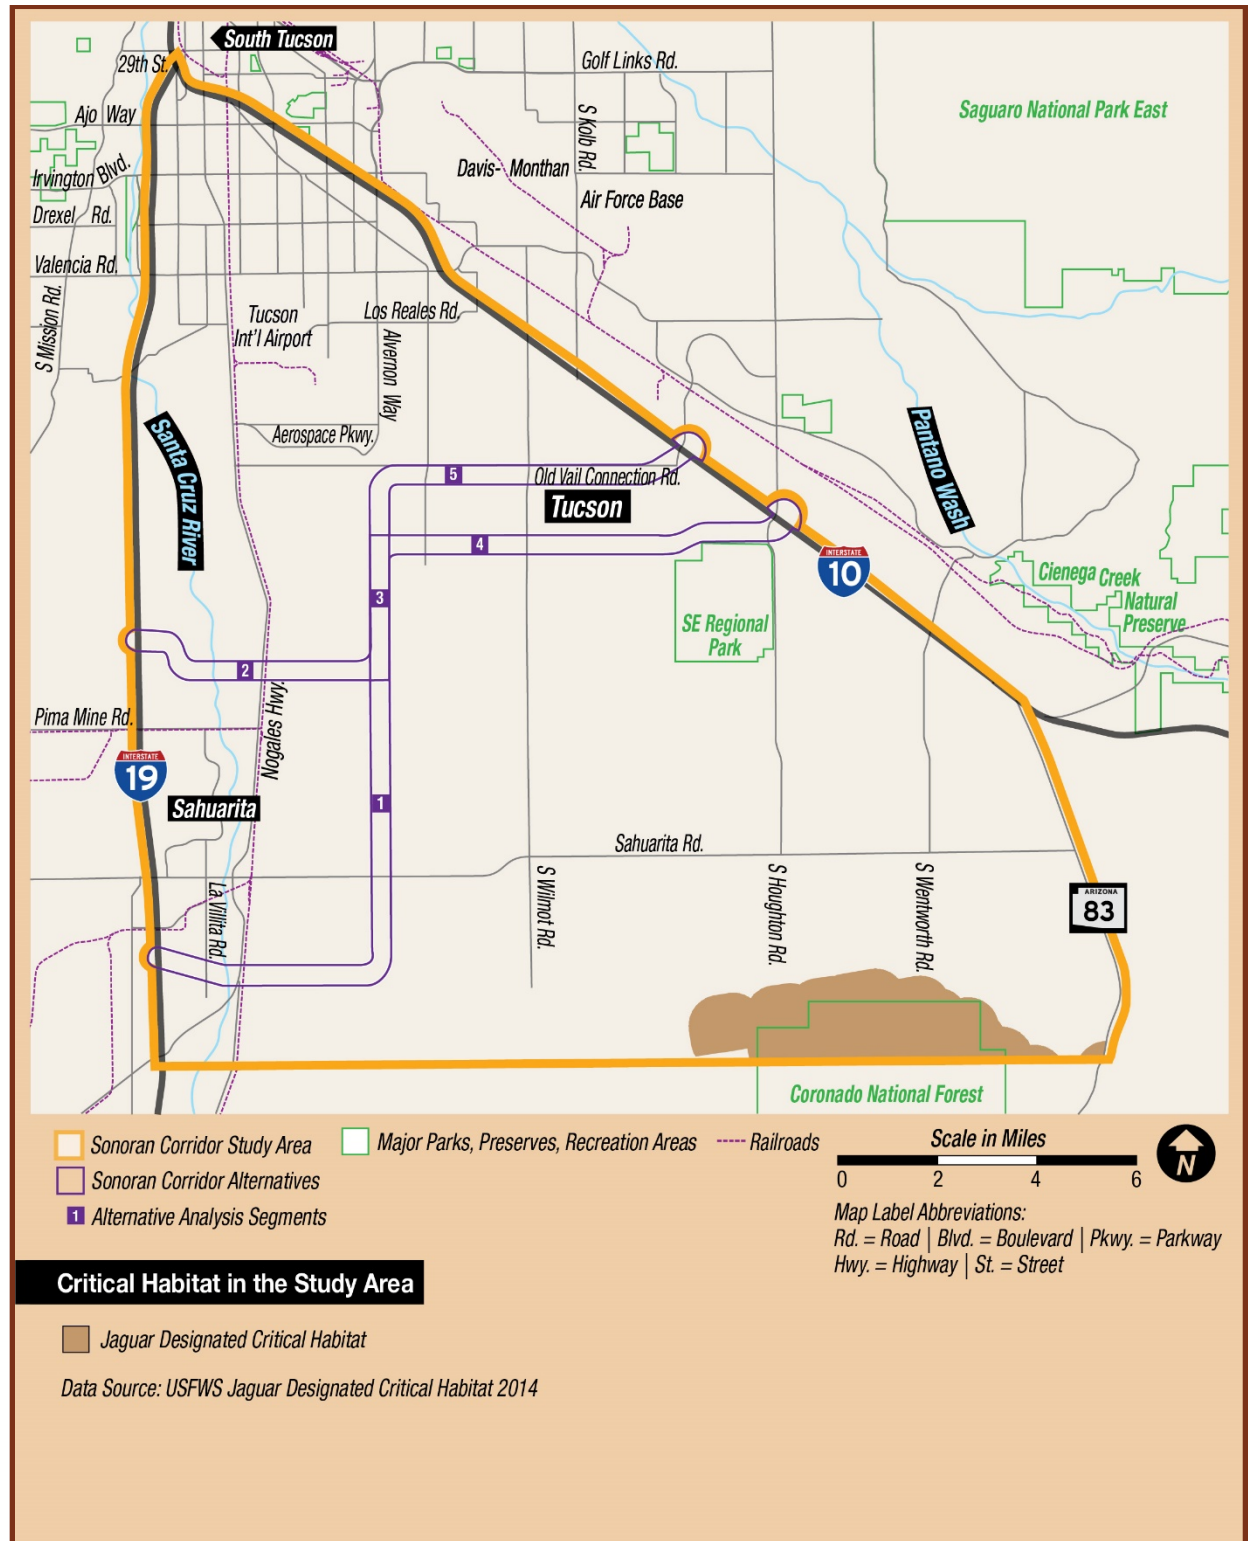 South Tucson
29th St.
Golf Links Rd.
Ajo Way
S Kolb Rd.
Saguaro National Park East
Irvington Blvd.
Davis- Monthan
Air Force Base
Drexel Rd.
Valencia Rd.
S Mission Rd.
Tucson
Int'l Airport
Los Reales Rd.
Alvernon Way
Aerospace Pkwy.
Santa Cruz River
Pantano Wash
5
Old Vail Connection Rd.
Tucson
4
INTERSTATE
10
Cienega Creek
Natural
Preserve
3
SE Regional
Park
2
Nogales Hwy.
Pima Mine Rd.
INTERSTATE
19
Sahuarita
1
Sahuarita Rd.
La Villita Rd.
S Wilmot Rd.
S Houghton Rd.
S Wentworth Rd.
ARIZONA
83
Coronado National Forest
Sonoran Corridor Study Area
Major Parks, Preserves, Recreation Areas
Railroads
Sonoran Corridor Alternatives
1 Alternative Analysis Segments
Scale in Miles
0 2 4 6
N
Map Label Abbreviations:
Rd. = Road | Blvd. = Boulevard | Pkwy. = Parkway
Hwy. = Highway | St. = Street
Critical Habitat in the Study Area
Jaguar Designated Critical Habitat
Data Source: USFWS Jaguar Designated Critical Habitat 2014